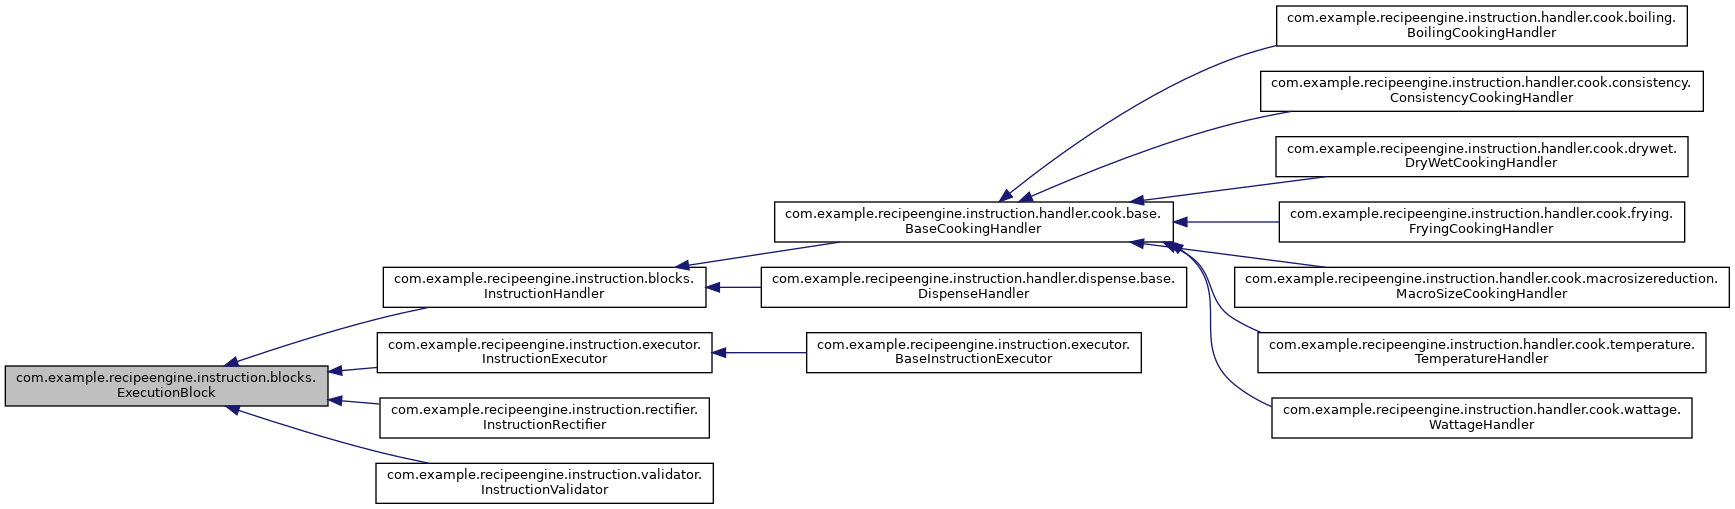 com.example.recipeengine.instruction.handler.cook.boiling.
BoilingCookingHandler
com.example.recipeengine.instruction.handler.cook.consistency.
ConsistencyCookingHandler
com.example.recipeengine.instruction.handler.cook.drywet.
DryWetCookingHandler
com.example.recipeengine.instruction.handler.cook.base.
BaseCookingHandler
com.example.recipeengine.instruction.handler.cook.frying.
FryingCookingHandler
com.example.recipeengine.instruction.blocks.
InstructionHandler
com.example.recipeengine.instruction.handler.dispense.base.
DispenseHandler
com.example.recipeengine.instruction.handler.cook.macrosizereduction.
MacroSizeCookingHandler
com.example.recipeengine.instruction.executor.
InstructionExecutor
com.example.recipeengine.instruction.executor.
BaseInstructionExecutor
com.example.recipeengine.instruction.handler.cook.temperature.
TemperatureHandler
com.example.recipeengine.instruction.blocks.
ExecutionBlock
com.example.recipeengine.instruction.rectifier.
InstructionRectifier
com.example.recipeengine.instruction.handler.cook.wattage.
WattageHandler
com.example.recipeengine.instruction.validator.
InstructionValidator